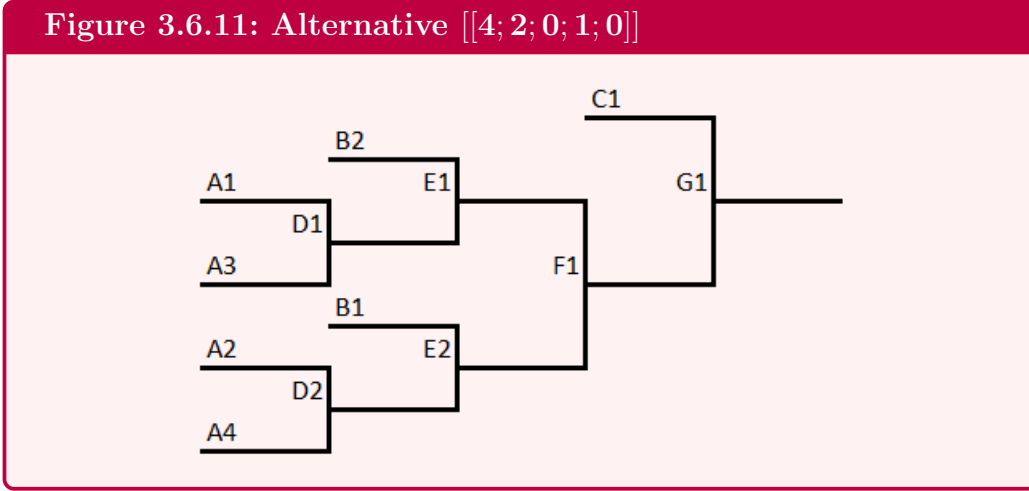 Figure 3.6.11: Alternative [[4; 2; 0; 1; 0]]
C1
B2
A1
E1
G1
D1
A3
F1
B1
A2
E2
D2
A4